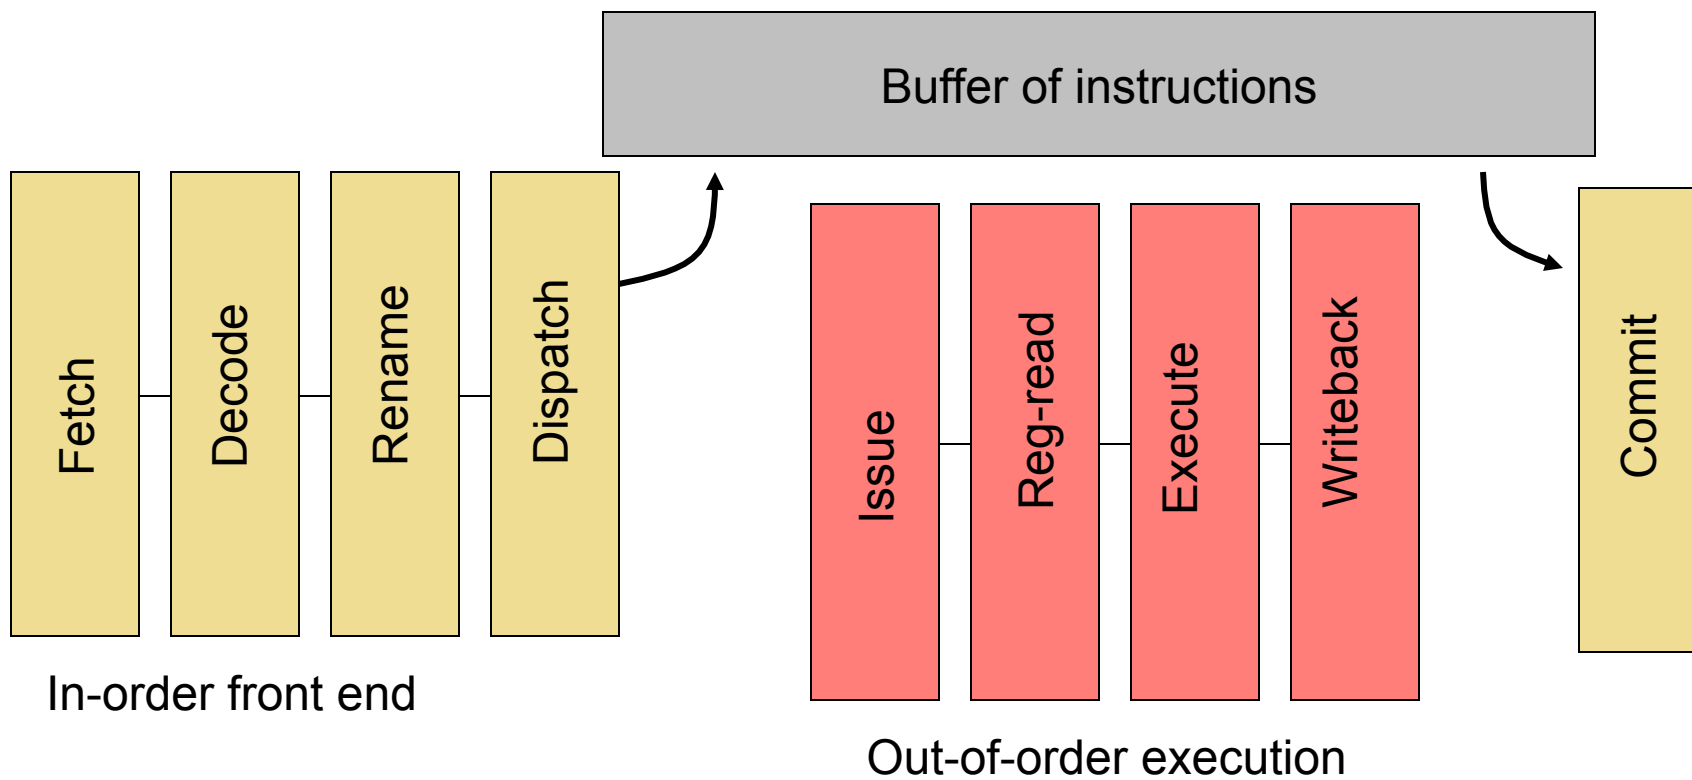 Buffer of instructions
Fetch
Decode
Rename
Dispatch
Issue
Reg-read
Execute
Writeback
Commit
In-order front end
Out-of-order execution